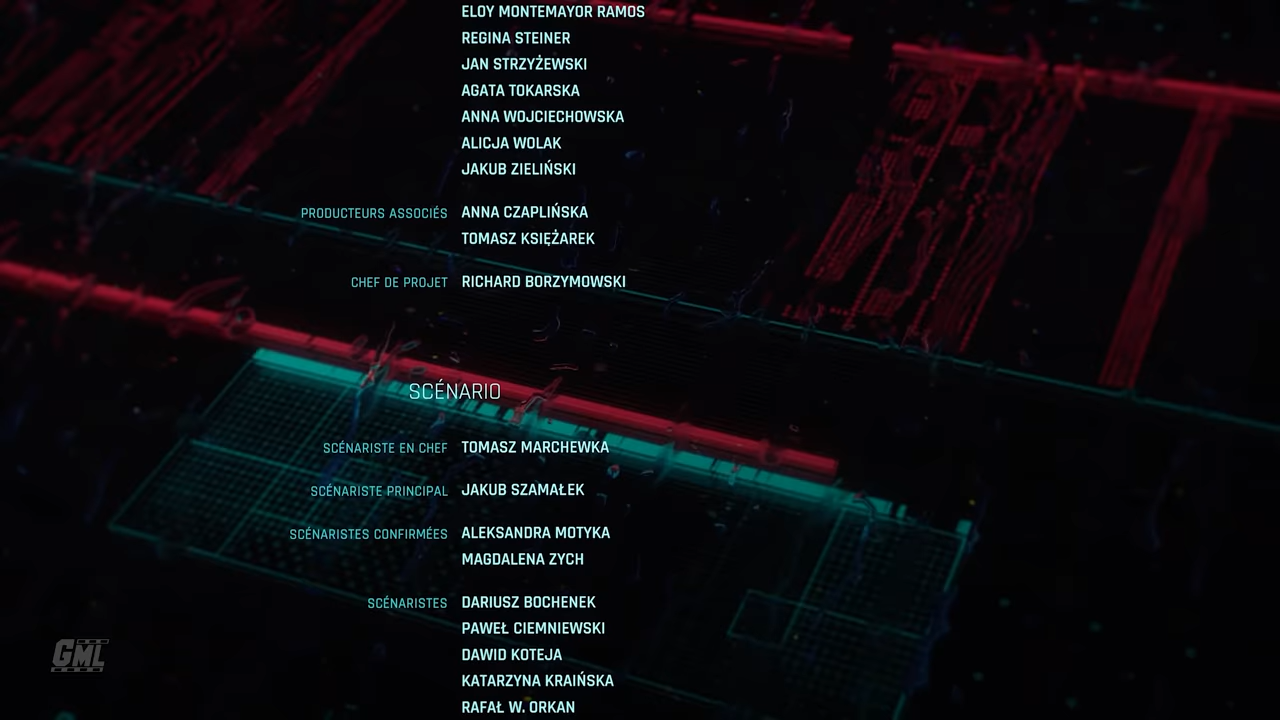 ELOY MONTEMAYOR RAMOS
REGINA STEINER
JAN STRZYŻEWSKI
AGATA TOKARSKA
ANNA WOJCIECHOWSKA
ALICJA WOLAK
JAKUB ZIELIŃSKI
PRODUCTEURS ASSOCIÉS ANNA CZAPLIŃSKA
TOMASZ KSIĘŻAREK
CHEF DE PROJET RICHARD BORZYMOWSKI
SCÉNARIO
SCÉNARISTE EN CHEF TOMASZ MARCHEWKA
SCÉNARISTE PRINCIPAL JAKUB SZAMAŁEK
SCÉNARISTES CONFIRMÉES ALEKSANDRA MOTYKA
MAGDALENA ZYCH
SCÉNARISTES DARIUSZ BOCHENEK
PAWEŁ CIEMNIEWSKI
DAWID KOTEJA
KATARZYNA KRAIŃSKA
RAFAŁ W. ORKAN
GML